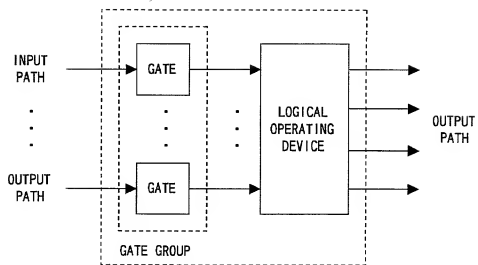 INPUT
PATH
GATE
LOGICAL
OPERATING
DEVICE
OUTPUT
PATH
OUTPUT
PATH
GATE
GATE GROUP